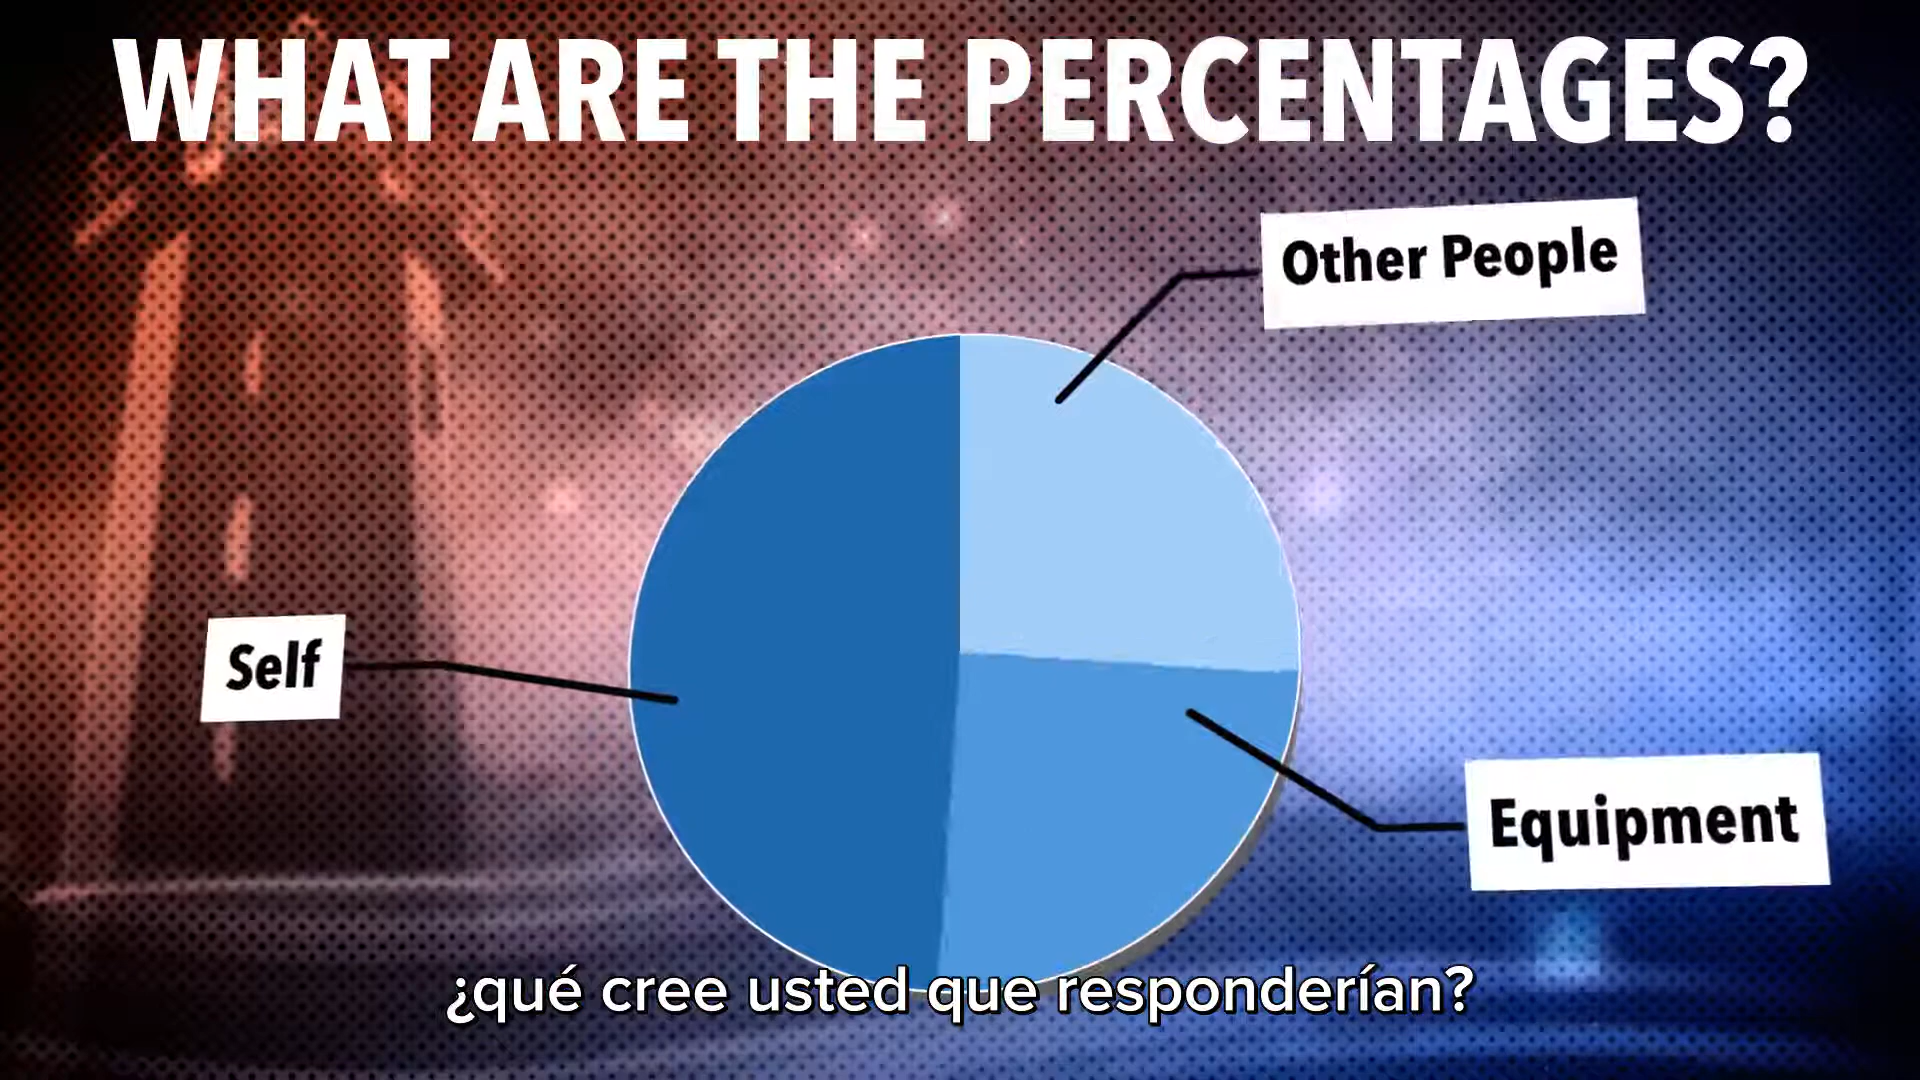 WHAT ARE THE PERCENTAGES?
Other People
Self
Equipment
¿qué cree usted que responderían?